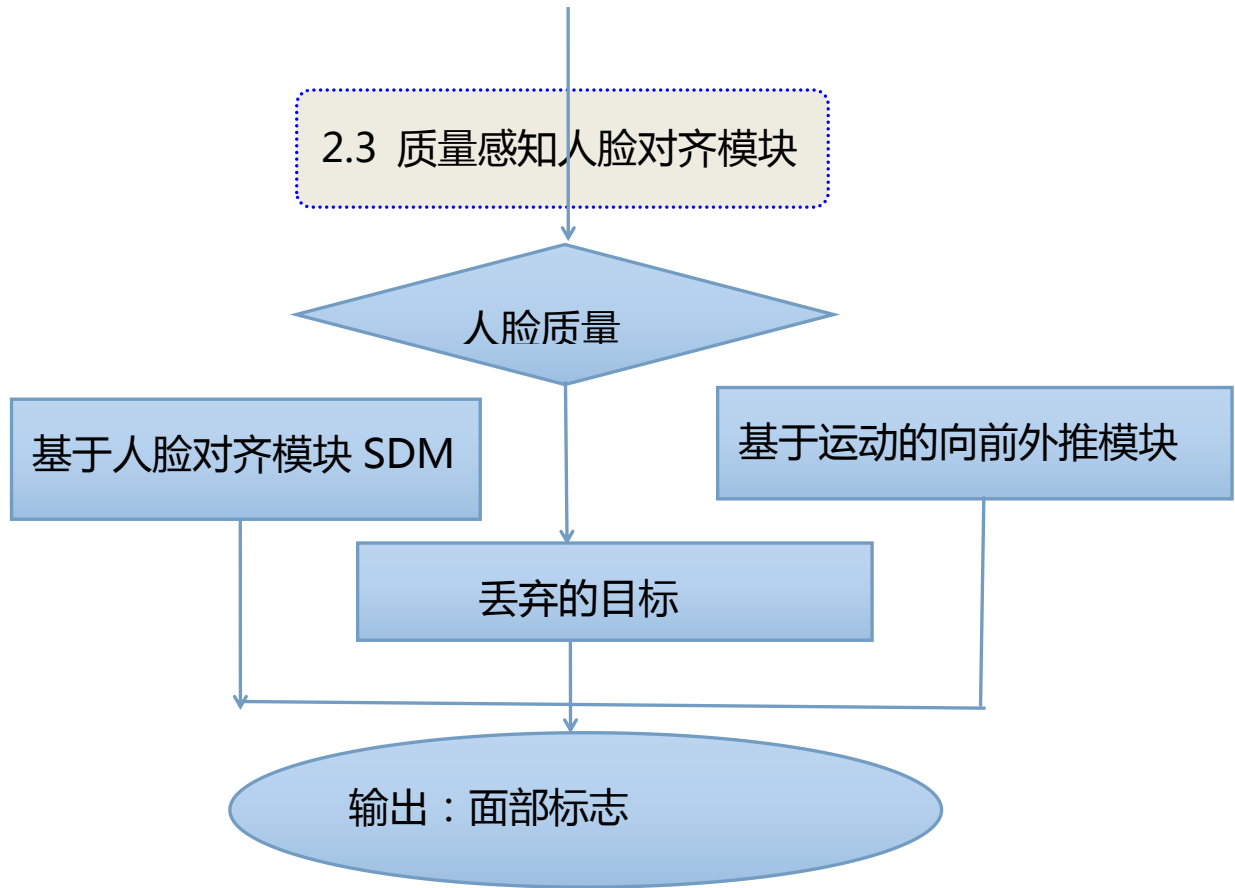 2.3 质量感知人脸对齐模块
人脸质量
基于人脸对齐模块 SDM
基于运动的向前外推模块
丢弃的目标
输出：面部标志